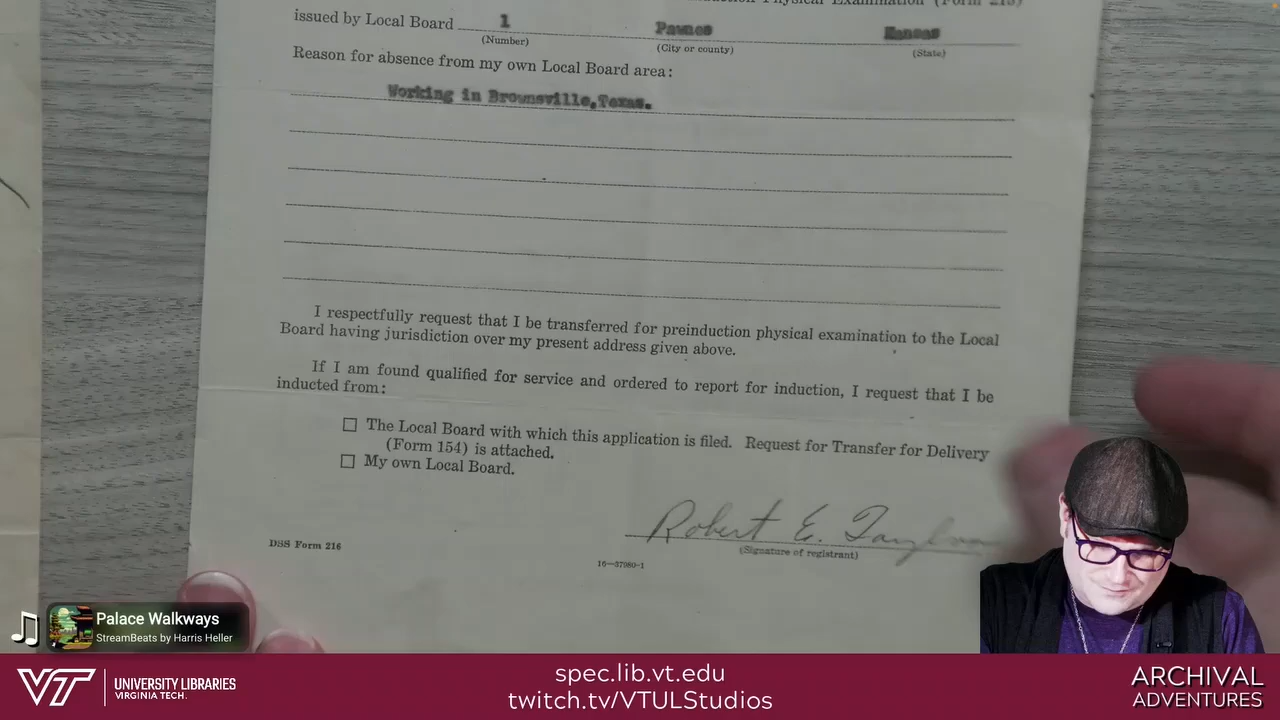 Physical Examination (Form 215)
issued by Local Board 1 Pawnee Kansas
(Number) (City or county) (State)
Reason for absence from my own Local Board area:
Working in Brownsville, Texas.
I respectfully request that I be transferred for preinduction physical examination to the Local
Board having jurisdiction over my present address given above.
If I am found qualified for service and ordered to report for induction, I request that I be
inducted from:
☐ The Local Board with which this application is filed. Request for Transfer for Delivery
(Form 154) is attached.
☐ My own Local Board.
Robert E. Taylor
(Signature of registrant)
DSS Form 216
16—37980-1
Palace Walkways
StreamBeats by Harris Heller
VT UNIVERSITY LIBRARIES
VIRGINIA TECH.
spec.lib.vt.edu
twitch.tv/VTULStudios
ARCHIVAL
ADVENTURES